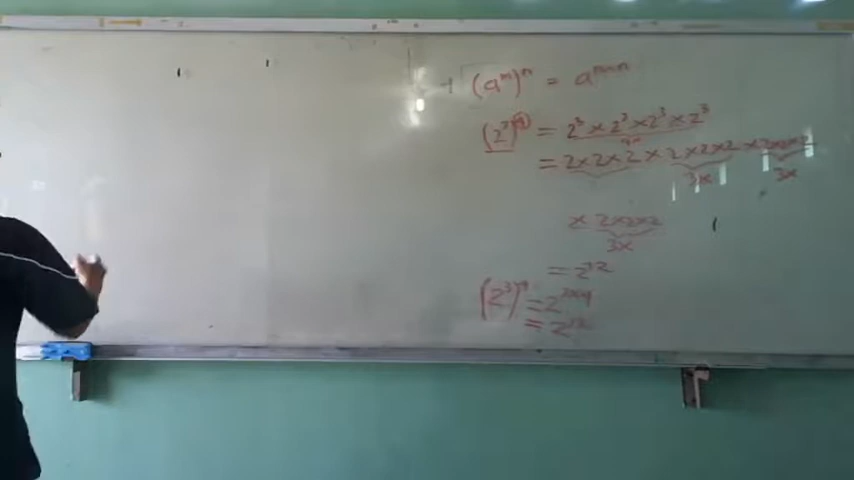 (a^m)^n = a^m×n
(2^3)^4 = 2^3×2^3×2^3×2^3
4x
= 2×2×2×2×2×2×2×2×2
3x 3x
×2×2×2
3x
= 2^12
(2^3)^4 = 2^3×4
= 2^12